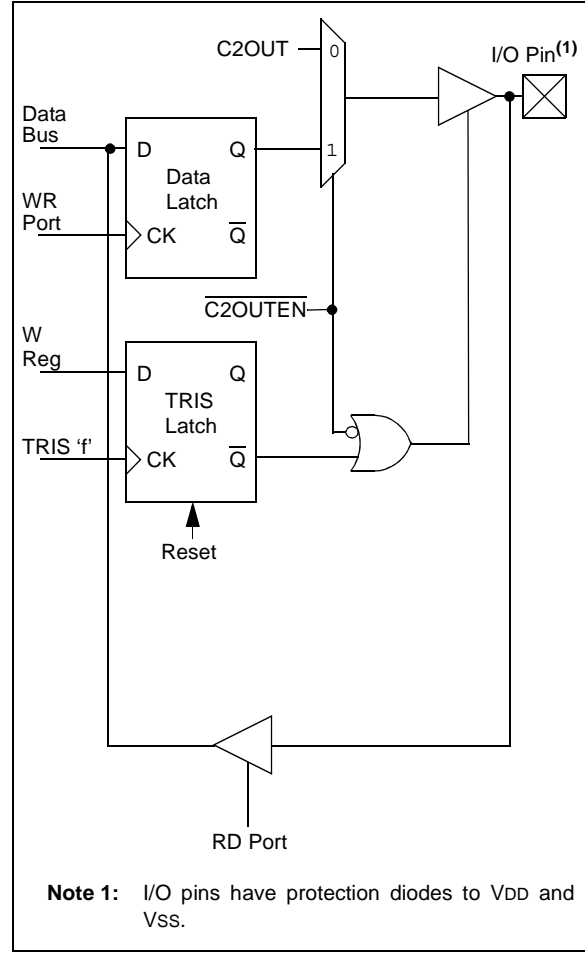 C2OUT
0
I/O Pin(1)
Data
Bus
D
Q
1
Data
Latch
WR
Port
CK
Q̅
C̅2̅O̅U̅T̅E̅N̅
W
Reg
D
Q
TRIS
Latch
TRIS ‘f’
CK
Q̅
Reset
RD Port
Note 1: I/O pins have protection diodes to VDD and
VSS.